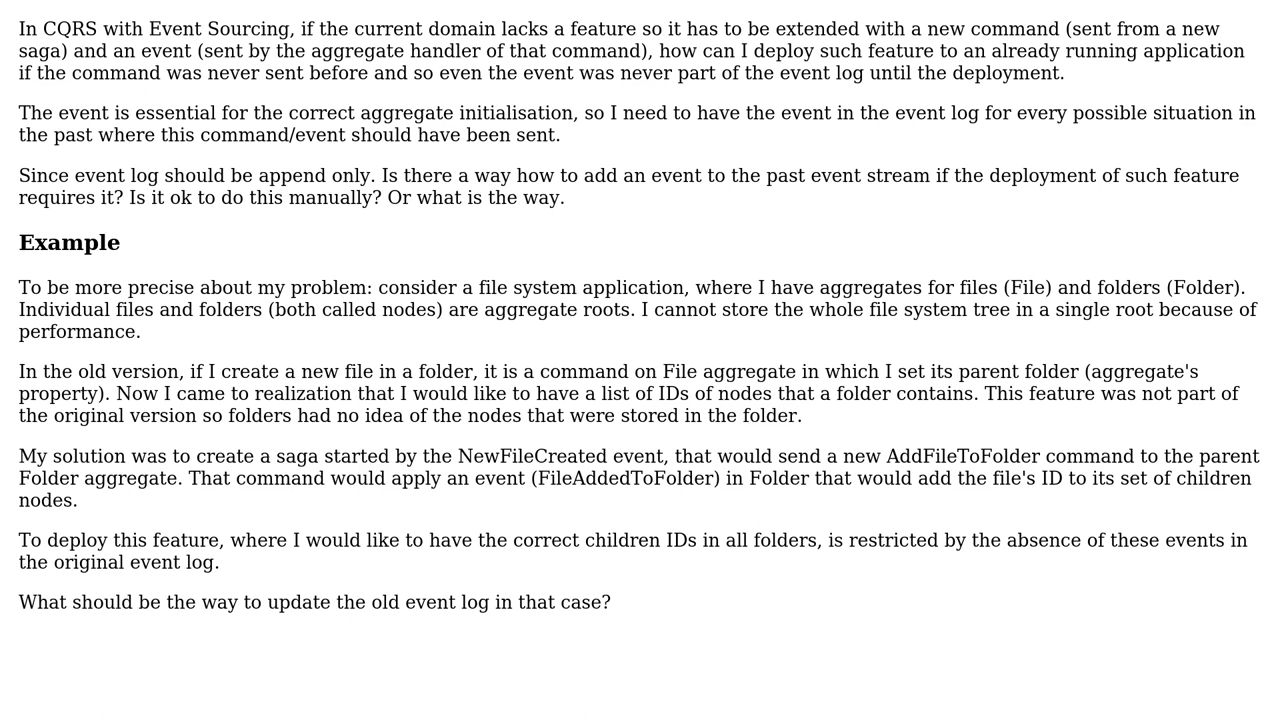 In CQRS with Event Sourcing, if the current domain lacks a feature so it has to be extended with a new command (sent from a new
saga) and an event (sent by the aggregate handler of that command), how can I deploy such feature to an already running application
if the command was never sent before and so even the event was never part of the event log until the deployment.
The event is essential for the correct aggregate initialisation, so I need to have the event in the event log for every possible situation in
the past where this command/event should have been sent.
Since event log should be append only. Is there a way how to add an event to the past event stream if the deployment of such feature
requires it? Is it ok to do this manually? Or what is the way.
Example
To be more precise about my problem: consider a file system application, where I have aggregates for files (File) and folders (Folder).
Individual files and folders (both called nodes) are aggregate roots. I cannot store the whole file system tree in a single root because of
performance.
In the old version, if I create a new file in a folder, it is a command on File aggregate in which I set its parent folder (aggregate's
property). Now I came to realization that I would like to have a list of IDs of nodes that a folder contains. This feature was not part of
the original version so folders had no idea of the nodes that were stored in the folder.
My solution was to create a saga started by the NewFileCreated event, that would send a new AddFileToFolder command to the parent
Folder aggregate. That command would apply an event (FileAddedToFolder) in Folder that would add the file's ID to its set of children
nodes.
To deploy this feature, where I would like to have the correct children IDs in all folders, is restricted by the absence of these events in
the original event log.
What should be the way to update the old event log in that case?